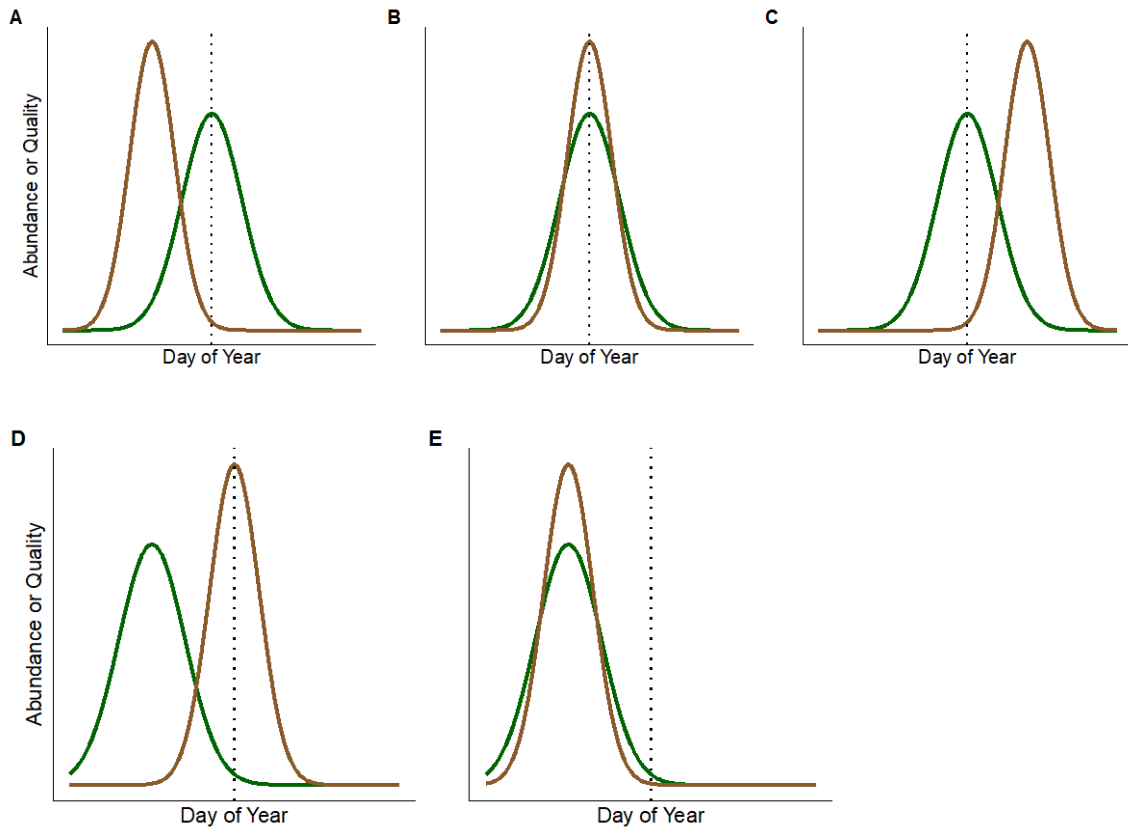 A
B
C
Abundance or Quality
Day of Year
Day of Year
Day of Year
D
E
Abundance or Quality
Day of Year
Day of Year